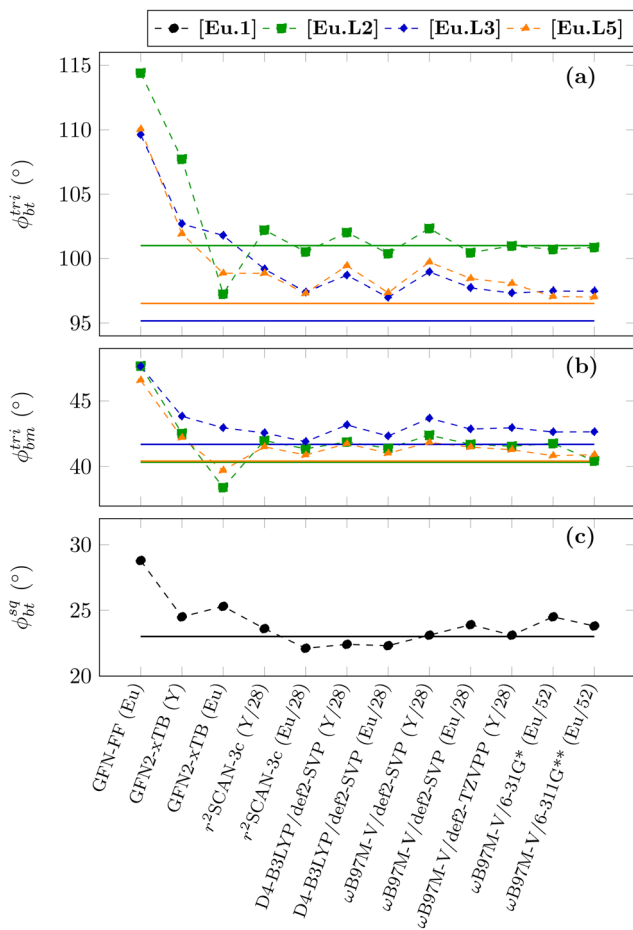 [Eu.1] [Eu.L2] [Eu.L3] [Eu.L5]
(a)
115
110
105
100
95
ϕ^{tri}_{bt} (°)
(b)
45
40
ϕ^{tri}_{bm} (°)
(c)
30
25
20
ϕ^{sq}_{bt} (°)
GFN-FF (Eu)
GFN2-xTB (Y)
GFN2-xTB (Eu)
r²SCAN-3c (Y/28)
r²SCAN-3c (Eu/28)
D4-B3LYP/def2-SVP (Y/28)
D4-B3LYP/def2-SVP (Eu/28)
ωB97M-V/def2-SVP (Y/28)
ωB97M-V/def2-SVP (Eu/28)
ωB97M-V/def2-TZVPP (Y/28)
ωB97M-V/6-31G* (Eu/52)
ωB97M-V/6-311G** (Eu/52)